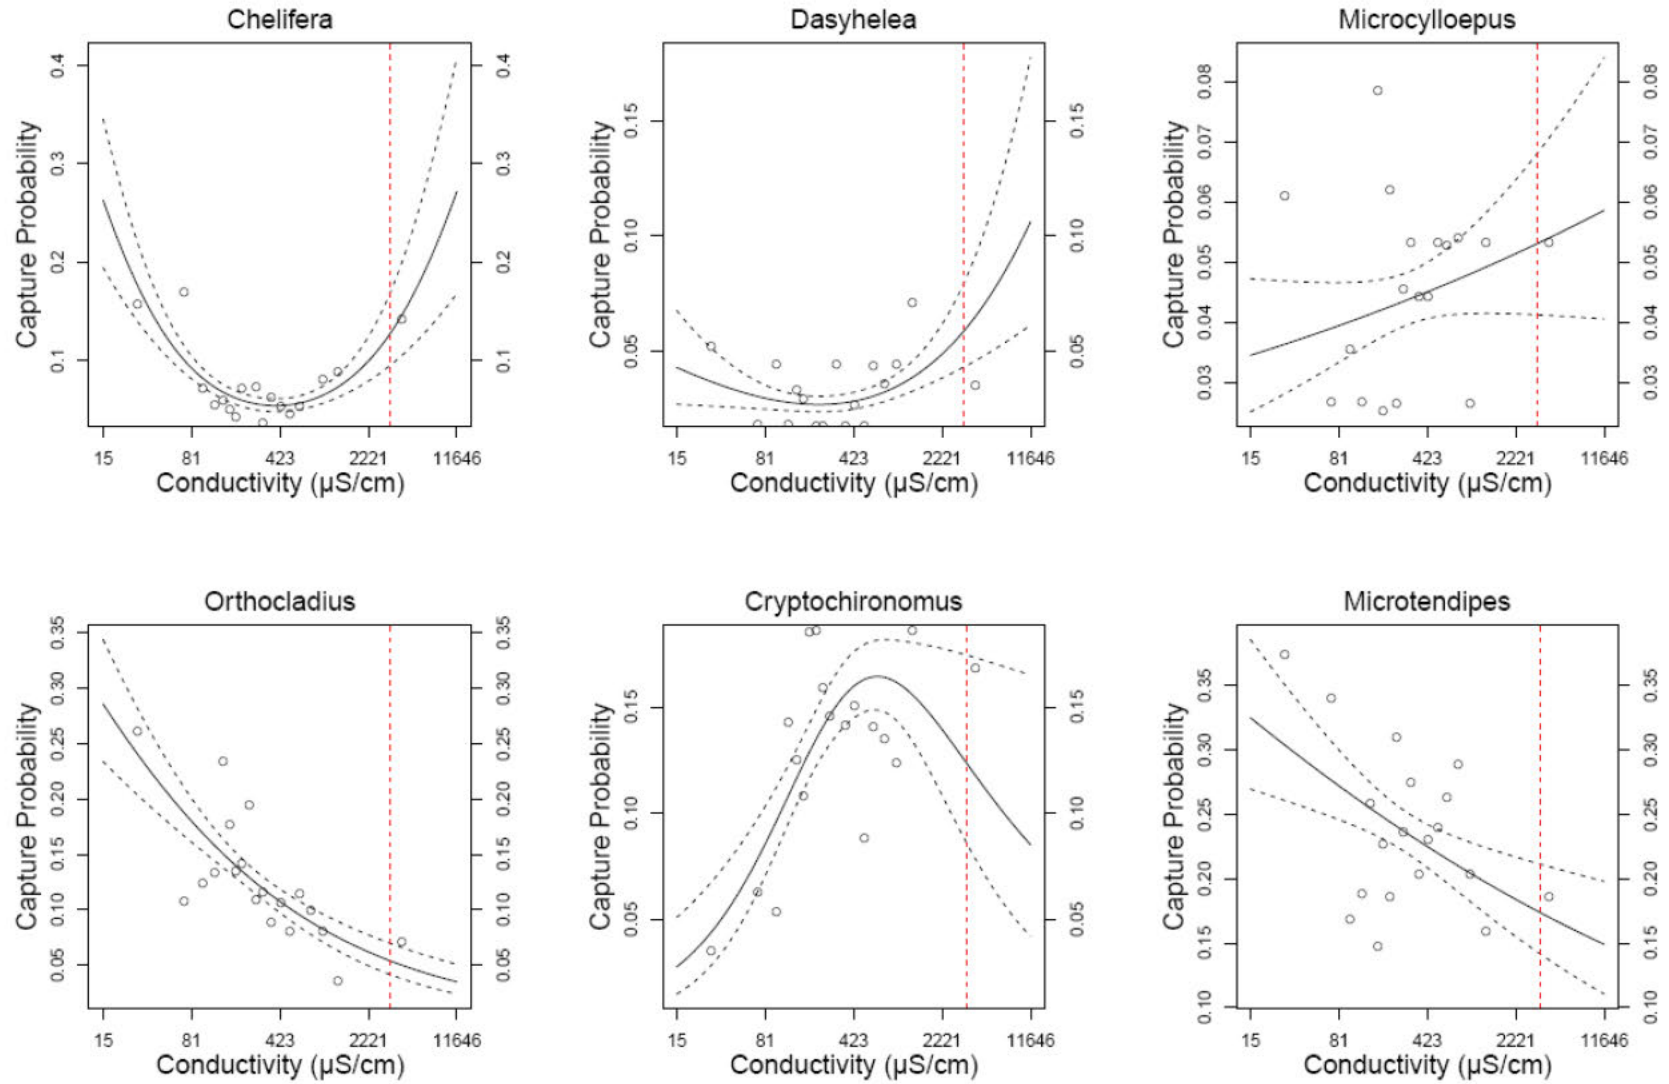 Chelifera
Dasyhelea
Microcylloepus
Capture Probability
0.1 0.2 0.3 0.4
0.1 0.2 0.3 0.4
15 81 423 2221 11646
Conductivity (µS/cm)
Capture Probability
0.05 0.10 0.15
0.05 0.10 0.15
15 81 423 2221 11646
Conductivity (µS/cm)
Capture Probability
0.03 0.04 0.05 0.06 0.07 0.08
0.03 0.04 0.05 0.06 0.07 0.08
15 81 423 2221 11646
Conductivity (µS/cm)
Orthocladius
Cryptochironomus
Microtendipes
Capture Probability
0.05 0.10 0.15 0.20 0.25 0.30 0.35
0.05 0.10 0.15 0.20 0.25 0.30 0.35
15 81 423 2221 11646
Conductivity (µS/cm)
Capture Probability
0.05 0.10 0.15
0.05 0.10 0.15
15 81 423 2221 11646
Conductivity (µS/cm)
Capture Probability
0.10 0.15 0.20 0.25 0.30 0.35
0.10 0.15 0.20 0.25 0.30 0.35
15 81 423 2221 11646
Conductivity (µS/cm)